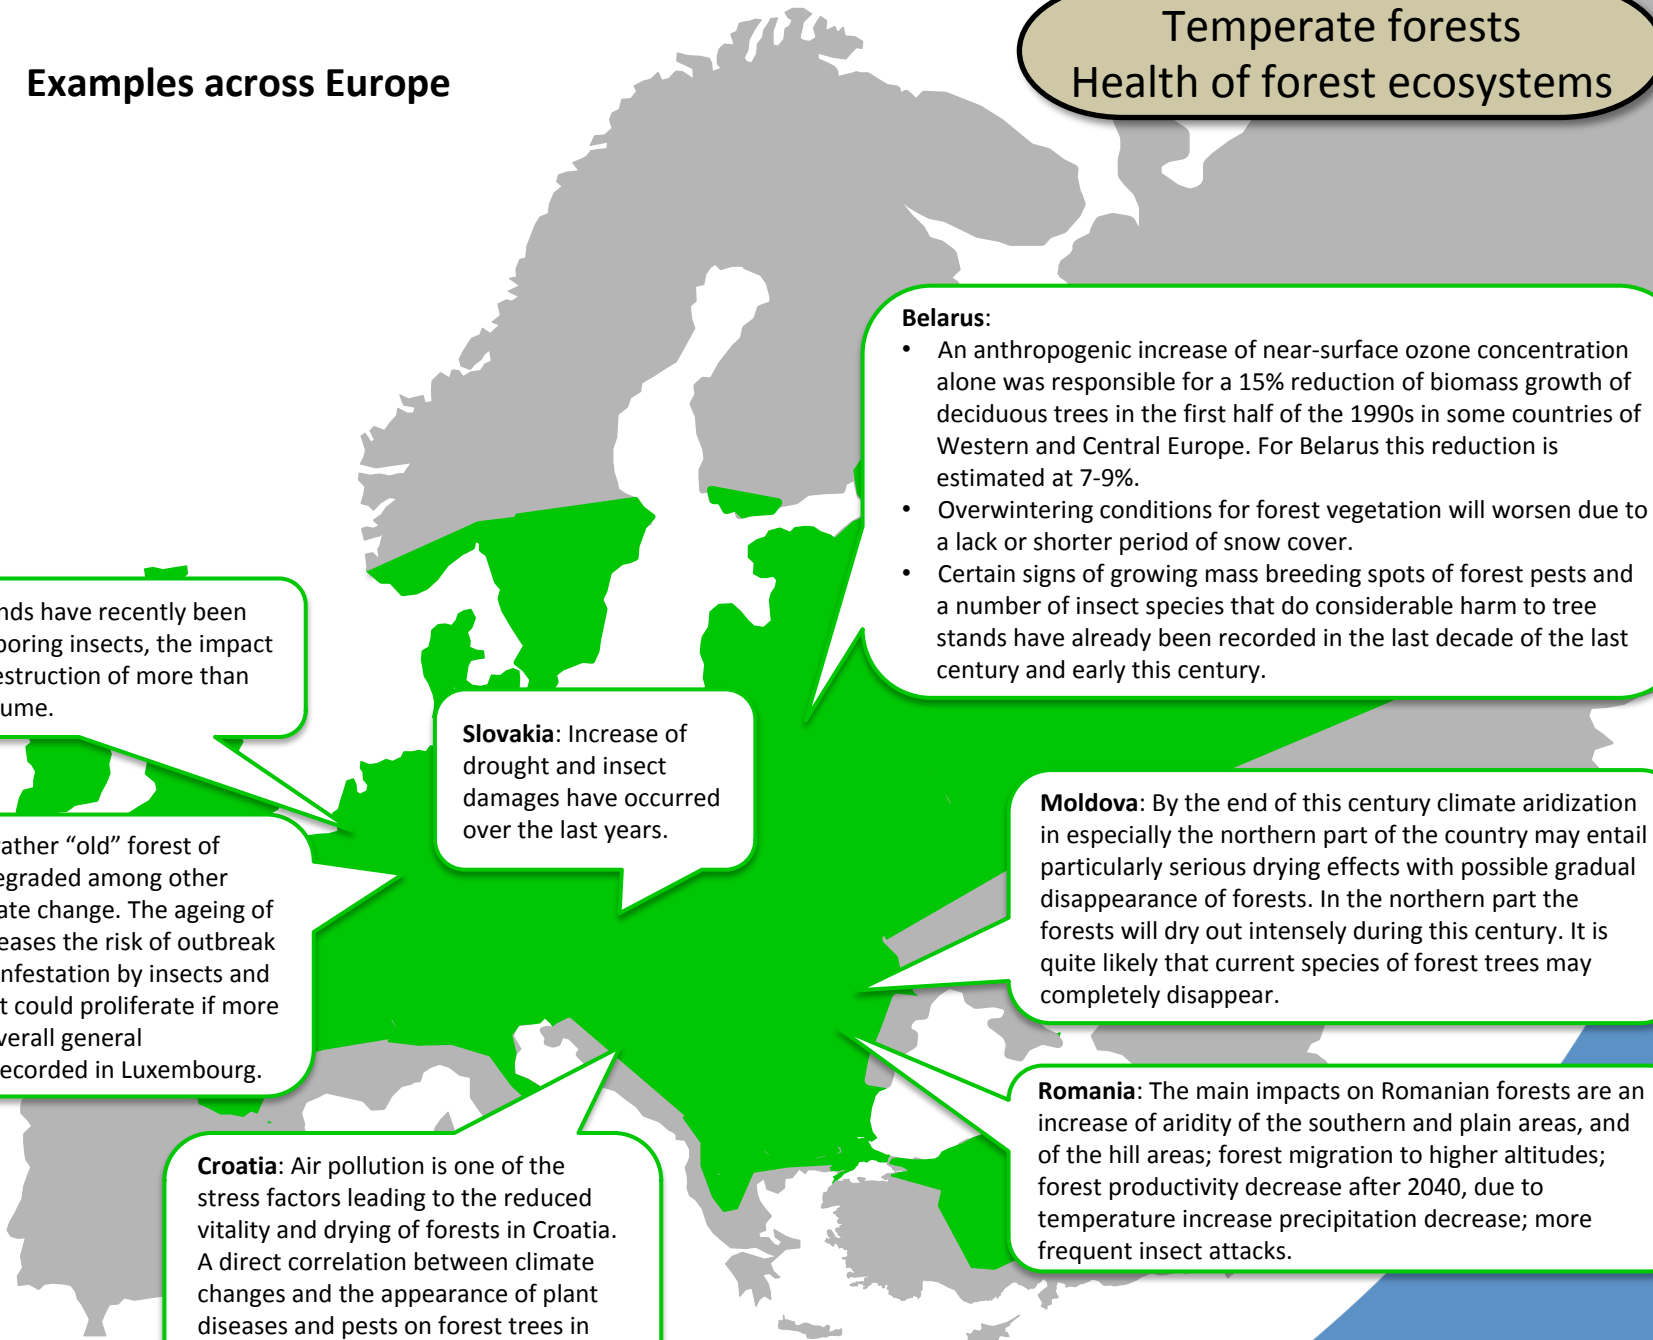 Temperate forests
Health of forest ecosystems
Examples across Europe
Belarus:
• An anthropogenic increase of near-surface ozone concentration
alone was responsible for a 15% reduction of biomass growth of
deciduous trees in the first half of the 1990s in some countries of
Western and Central Europe. For Belarus this reduction is
estimated at 7-9%.
• Overwintering conditions for forest vegetation will worsen due to
a lack or shorter period of snow cover.
• Certain signs of growing mass breeding spots of forest pests and
a number of insect species that do considerable harm to tree
stands have already been recorded in the last decade of the last
century and early this century.
nds have recently been
boring insects, the impact
estruction of more than
ume.
Slovakia: Increase of
drought and insect
damages have occurred
over the last years.
Moldova: By the end of this century climate aridization
in especially the northern part of the country may entail
particularly serious drying effects with possible gradual
disappearance of forests. In the northern part the
forests will dry out intensely during this century. It is
quite likely that current species of forest trees may
completely disappear.
ather “old” forest of
egraded among other
ate change. The ageing of
eases the risk of outbreak
infestation by insects and
t could proliferate if more
verall general
recorded in Luxembourg.
Romania: The main impacts on Romanian forests are an
increase of aridity of the southern and plain areas, and
of the hill areas; forest migration to higher altitudes;
forest productivity decrease after 2040, due to
temperature increase precipitation decrease; more
frequent insect attacks.
Croatia: Air pollution is one of the
stress factors leading to the reduced
vitality and drying of forests in Croatia.
A direct correlation between climate
changes and the appearance of plant
diseases and pests on forest trees in